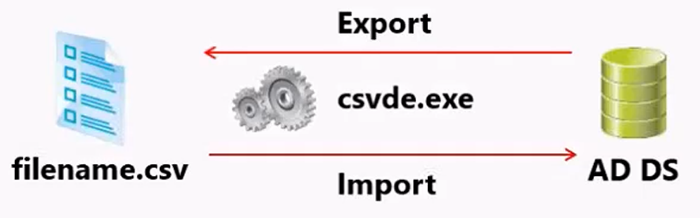 Export
csvde.exe
filename.csv
AD DS
Import